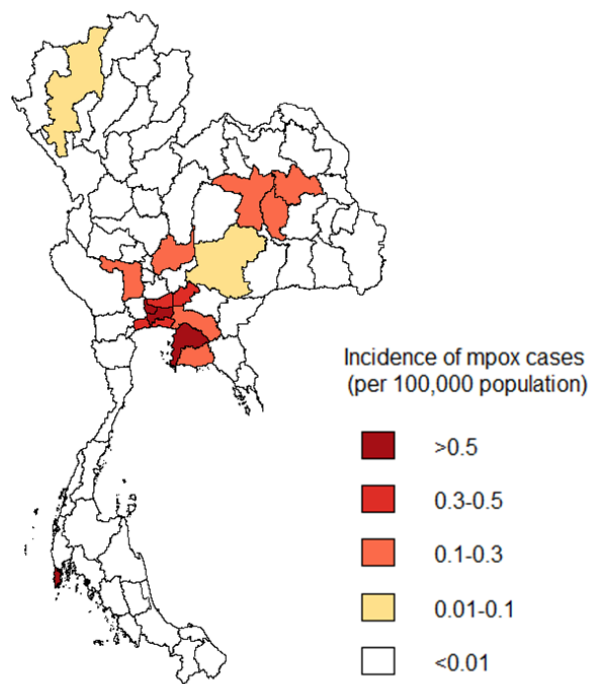 Incidence of mpox cases
(per 100,000 population)
>0.5
0.3-0.5
0.1-0.3
0.01-0.1
<0.01